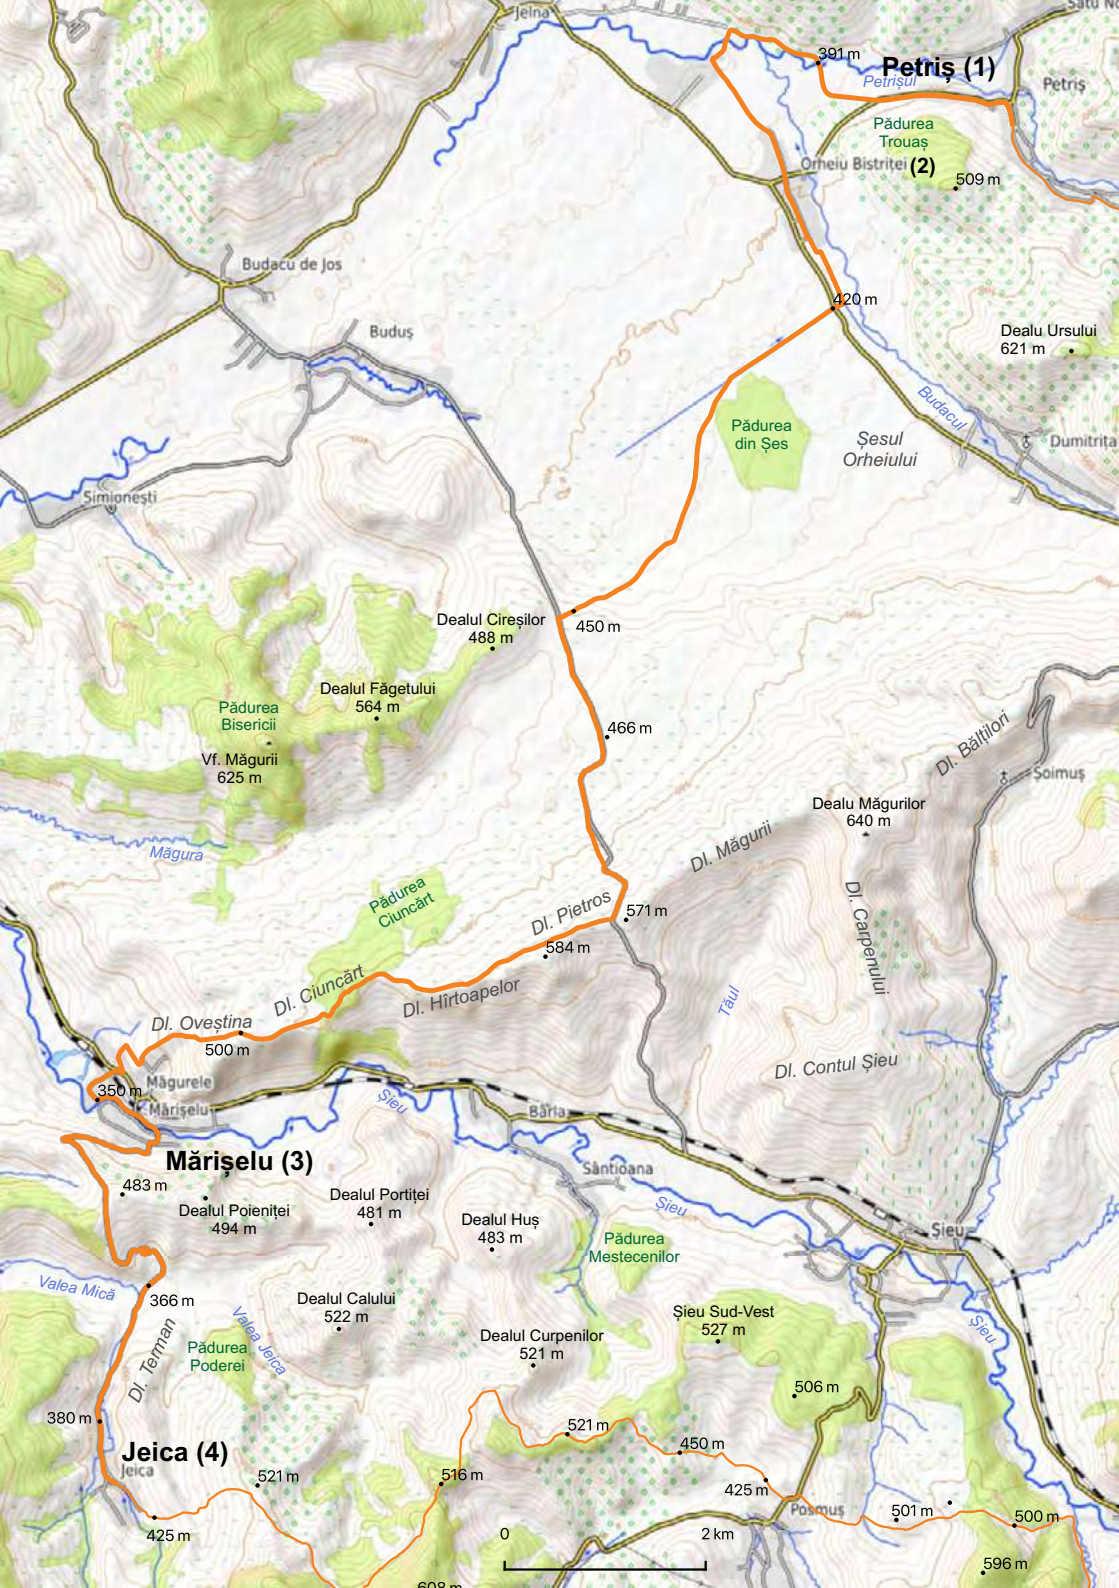 Jelna
Satu No
391 m
Petriș (1)
Petrișul
Petriș
Pădurea
Trouaș
Orheiu Bistriței (2)
509 m
Budacu de Jos
420 m
Buduș
Dealu Ursului
621 m
Budacul
Pădurea
din Șes
Șesul
Orheiului
Dumitrița
Simionești
Dealul Cireșilor
488 m
450 m
Dealul Făgetului
564 m
Pădurea
Bisericii
466 m
Vf. Măgurii
625 m
Dl. Bălțilori
Șoimuș
Dealu Măgurilor
640 m
Măgura
Dl. Măgurii
Pădurea
Ciuncărt
Dl. Pietros
571 m
Dl. Carpenului
584 m
Dl. Ciuncărt
Dl. Hîrtoapelor
Tăul
Dl. Oveștina
500 m
Dl. Contul Șieu
Măgurele
350 m
Mărișelu
Șieu
Bârla
Mărișelu (3)
Sântioana
483 m
Dealul Poieniței
494 m
Dealul Portiței
481 m
Dealul Huș
483 m
Șieu
Pădurea
Mestecenilor
Șieu
Valea Mică
366 m
Dealul Calului
522 m
Valea Jeica
Șieu Sud-Vest
527 m
Șieu
Dl. Terman
Pădurea
Poderei
Dealul Curpenilor
521 m
506 m
380 m
521 m
Jeica (4)
450 m
Jeica
521 m
516 m
425 m
Posmuș
501 m
500 m
425 m
0
2 km
596 m
608 m